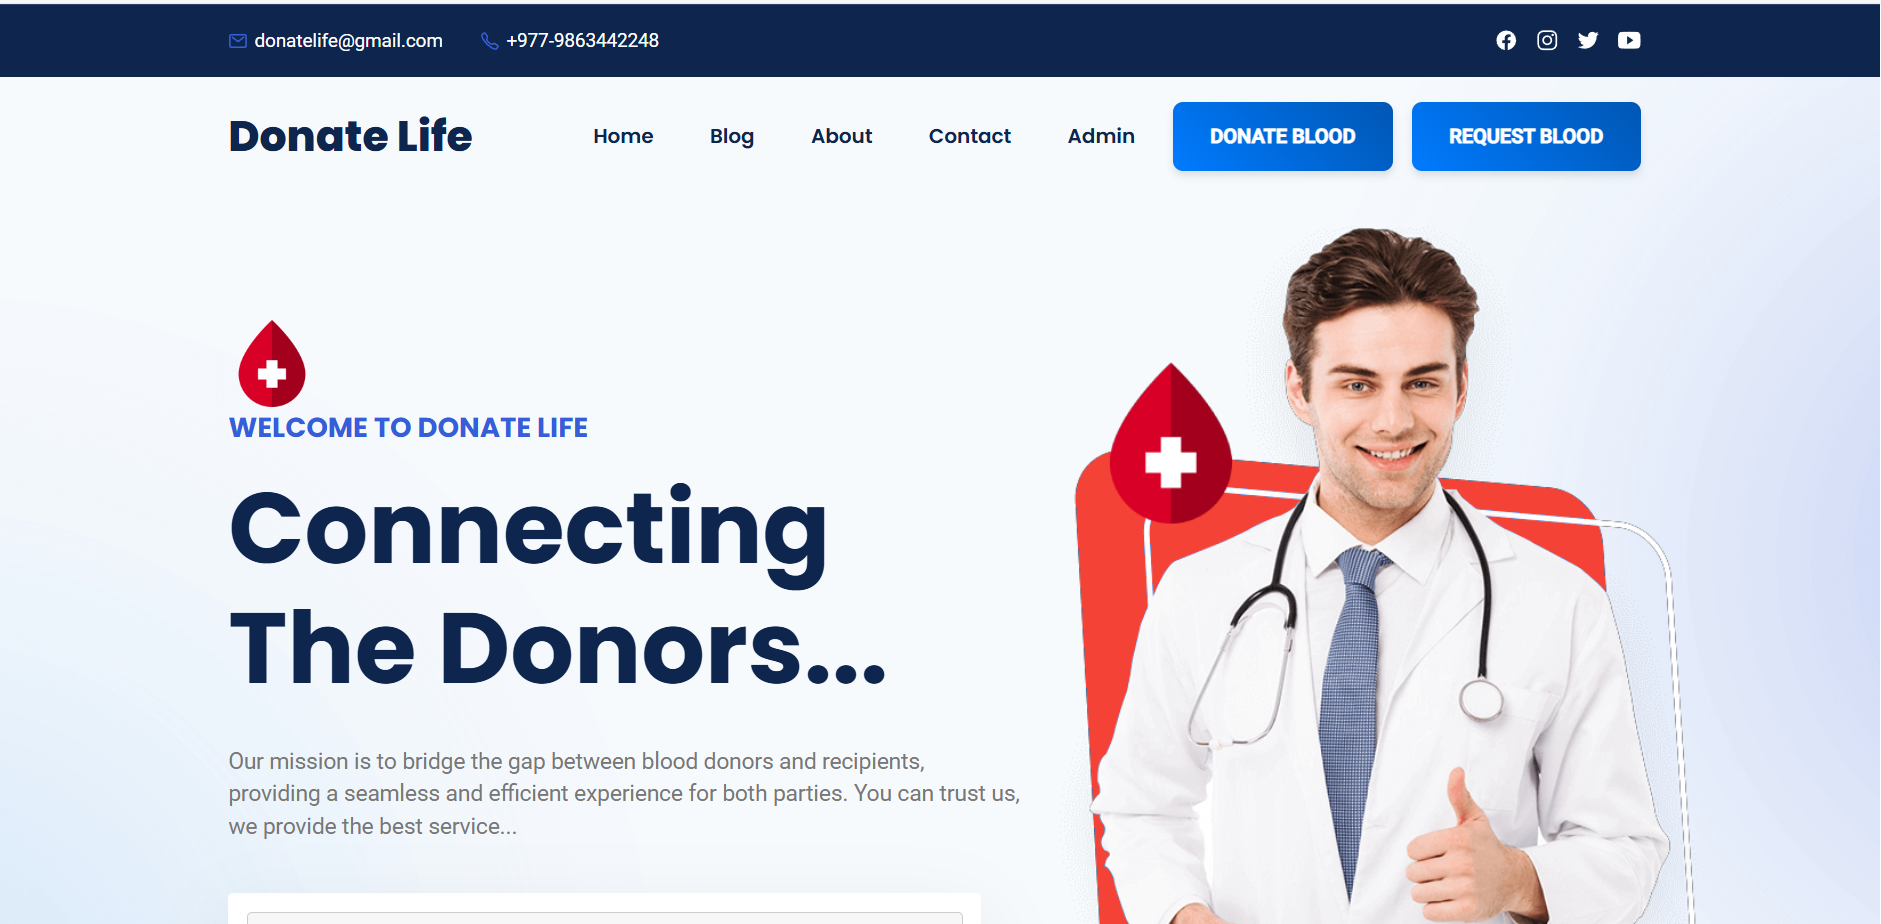 donatelife@gmail.com +977-9863442248
Donate Life Home Blog About Contact Admin DONATE BLOOD REQUEST BLOOD
WELCOME TO DONATE LIFE
Connecting
The Donors...
Our mission is to bridge the gap between blood donors and recipients,
providing a seamless and efficient experience for both parties. You can trust us,
we provide the best service...